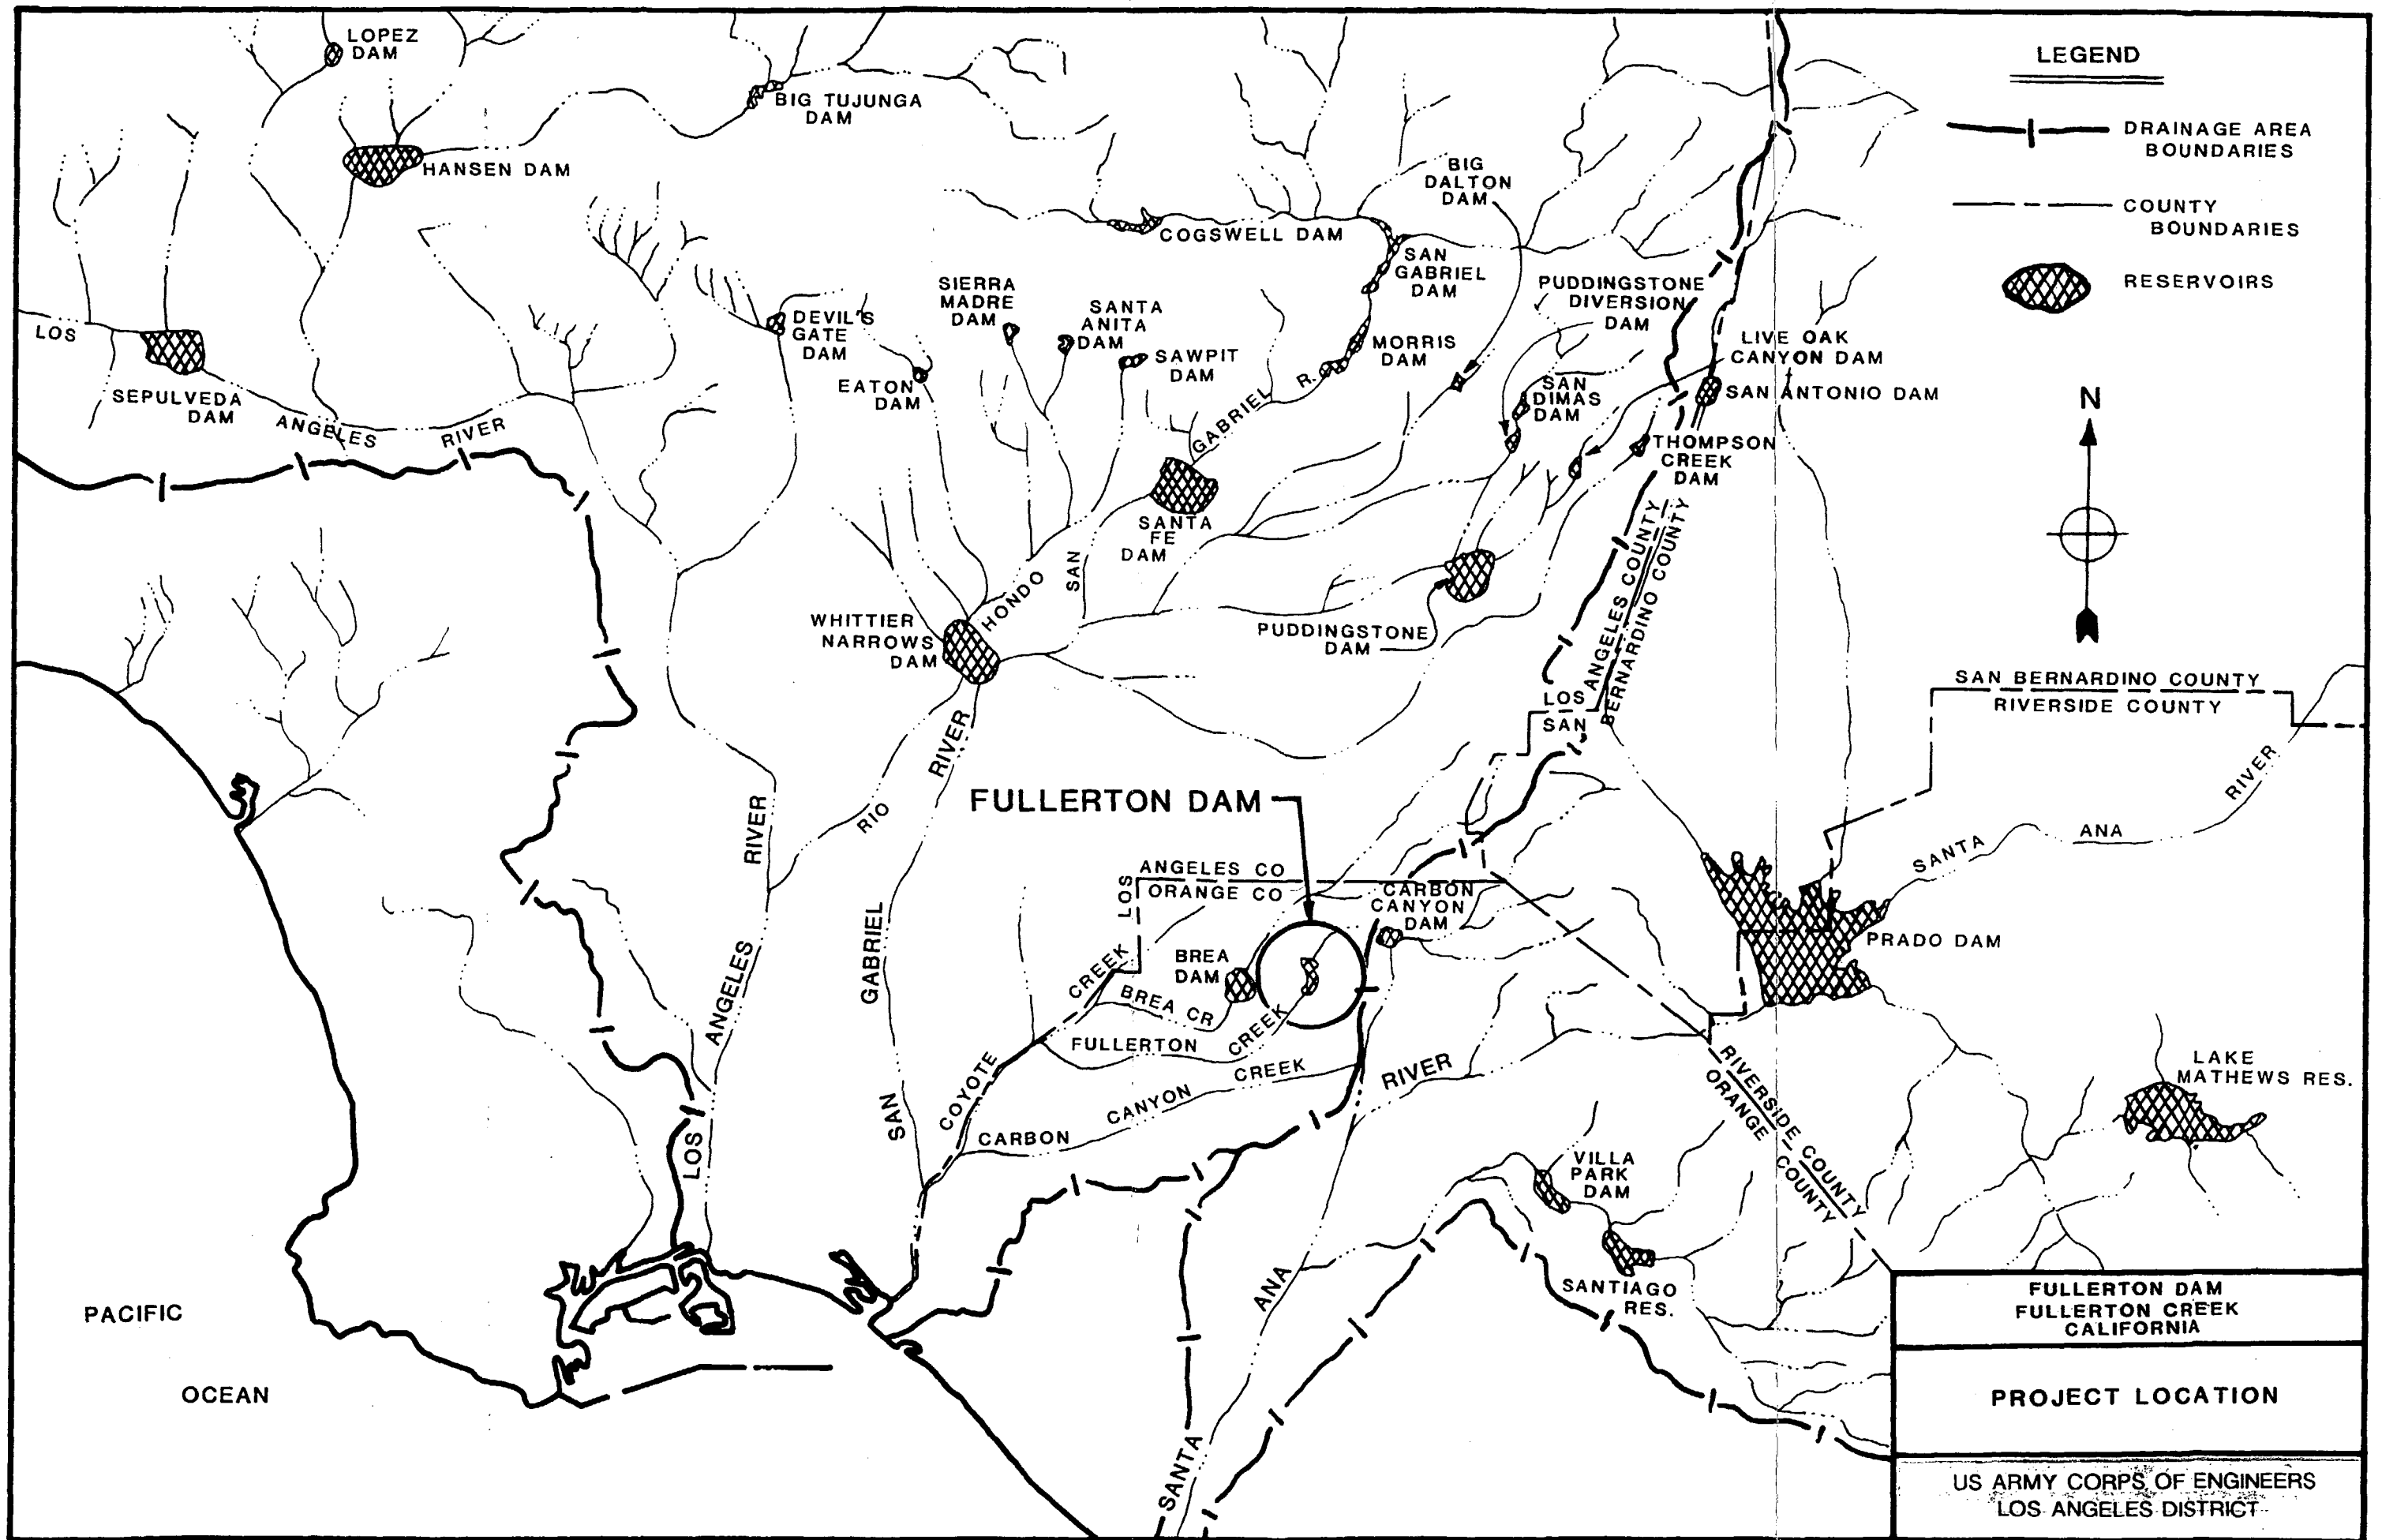 LOPEZ
DAM
BIG TUJUNGA
DAM
HANSEN DAM
LEGEND
DRAINAGE AREA
BOUNDARIES
COUNTY
BOUNDARIES
RESERVOIRS
BIG
DALTON
DAM
COGSWELL DAM
SAN
GABRIEL
DAM
SIERRA
MADRE
DAM
SANTA
ANITA
DAM
SAWPIT
DAM
MORRIS
DAM
PUDDINGSTONE
DIVERSION
DAM
LIVE OAK
CANYON DAM
SAN ANTONIO DAM
SAN
DIMAS
DAM
THOMPSON
CREEK
DAM
DEVIL'S
GATE
DAM
EATON
DAM
LOS
SEPULVEDA
DAM
ANGELES
RIVER
GABRIEL R.
SANTA
FE
DAM
SAN
HONDO
WHITTIER
NARROWS
DAM
PUDDINGSTONE
DAM
N
LOS ANGELES COUNTY
SAN BERNARDINO COUNTY
SAN BERNARDINO COUNTY
RIVERSIDE COUNTY
RIVER
ANA
SANTA
FULLERTON DAM
RIVER
RIO
RIVER
LOS
ANGELES CO
ORANGE CO
CARBON
CANYON
DAM
PRADO DAM
BREA
DAM
CREEK
BREA CR
FULLERTON
CREEK
GABRIEL
ANGELES
COYOTE
CANYON
CREEK
RIVER
SAN
CARBON
LOS
RIVERSIDE COUNTY
ORANGE COUNTY
LAKE
MATHEWS RES.
VILLA
PARK
DAM
SANTIAGO
RES.
ANA
SANTA
PACIFIC
OCEAN
FULLERTON DAM
FULLERTON CREEK
CALIFORNIA
PROJECT LOCATION
US ARMY CORPS OF ENGINEERS
LOS ANGELES DISTRICT